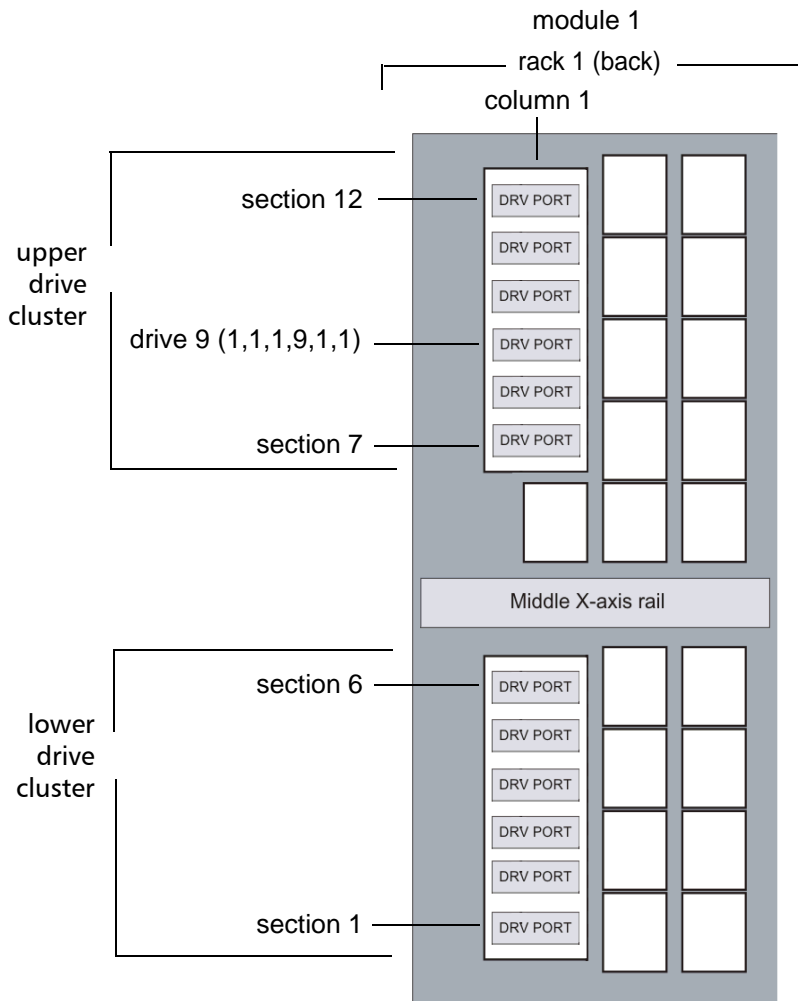 module 1
rack 1 (back)
column 1
section 12
DRV PORT
DRV PORT
upper
drive
cluster
DRV PORT
drive 9 (1,1,1,9,1,1)
DRV PORT
DRV PORT
section 7
DRV PORT
Middle X-axis rail
section 6
DRV PORT
DRV PORT
lower
drive
cluster
DRV PORT
DRV PORT
DRV PORT
section 1
DRV PORT